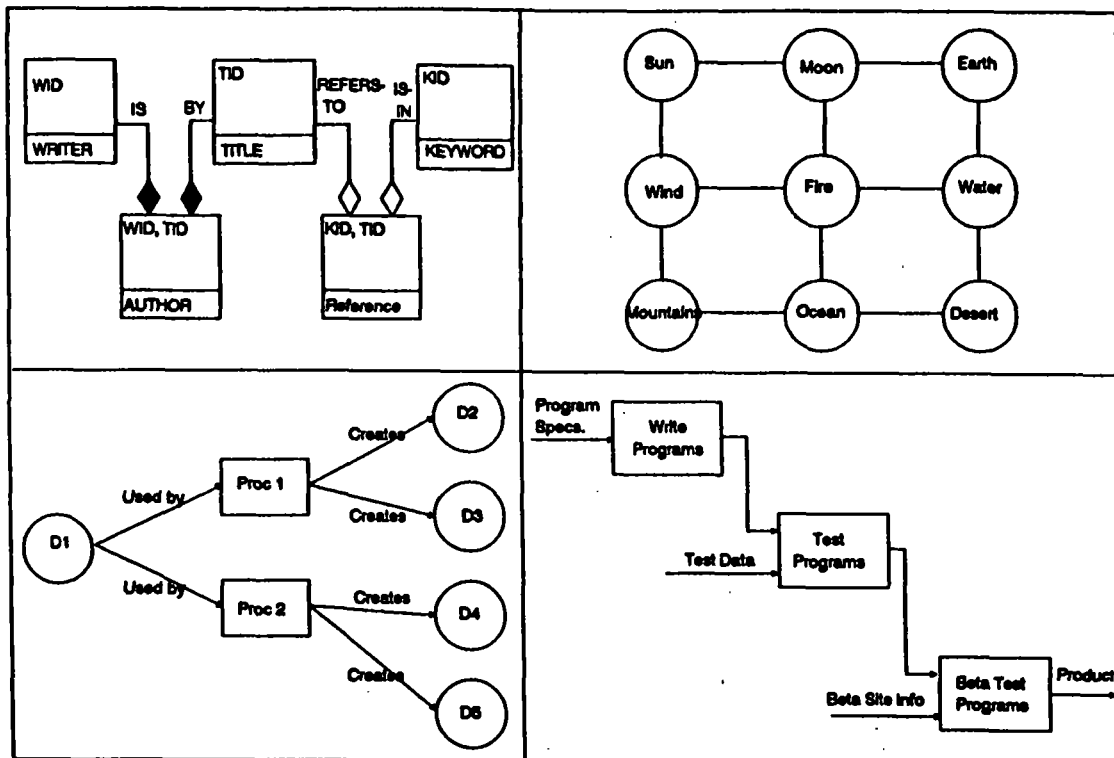 WID
WRITER
IS
BY
TID
TITLE
REFERS-
TO
IS-
IN
KID
KEYWORD
WID, TID
AUTHOR
KID, TID
Reference
Sun
Moon
Earth
Wind
Fire
Water
Mountains
Ocean
Desert
D1
Used by
Used by
Proc 1
Proc 2
Creates
Creates
Creates
Creates
D2
D3
D4
D5
Program
Specs.
Write
Programs
Test Data
Test
Programs
Beta Site Info
Beta Test
Programs
Product